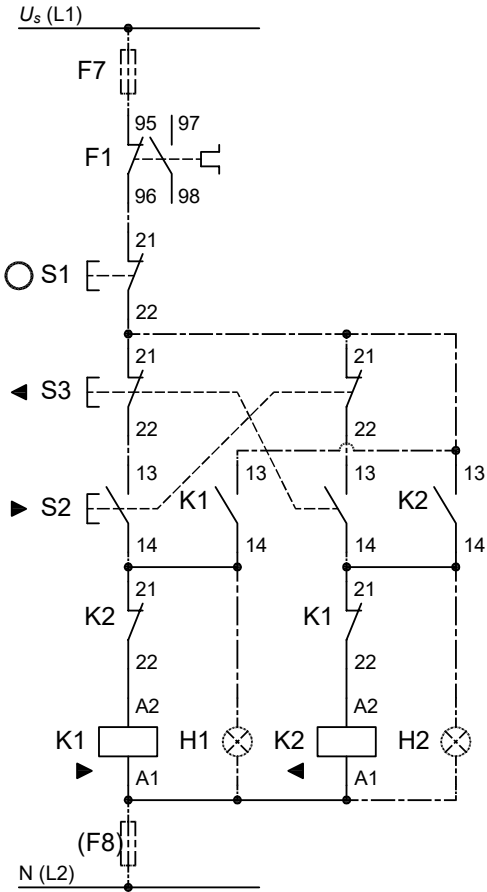 Us (L1)
F7
95 97
F1
96 98
21
S1
22
21 21
S3
22 22
13 13 13 13
S2 K1 K2
14 14 14 14
21 21
K2 K1
22 22
A2 A2
K1 H1 K2 H2
A1 A1
(F8)
N (L2)